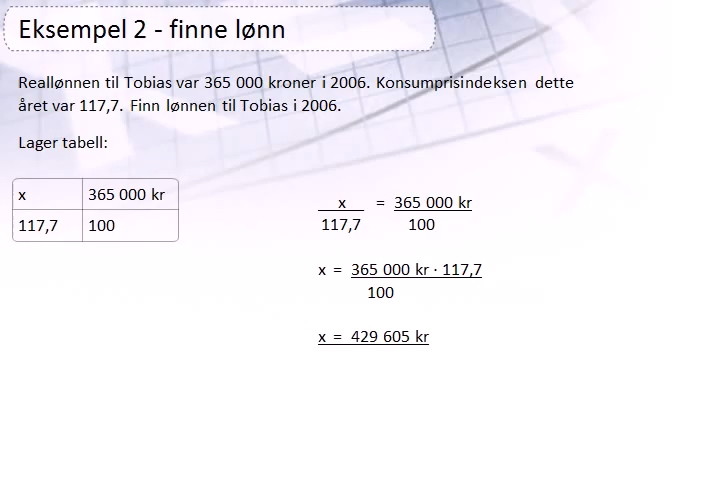 Eksempel 2 - finne lønn
Reallønnen til Tobias var 365 000 kroner i 2006. Konsumprisindeksen dette
året var 117,7. Finn lønnen til Tobias i 2006.
Lager tabell:
x 365 000 kr
117,7 100
x = 365 000 kr
117,7 100
x = 365 000 kr · 117,7
100
x = 429 605 kr